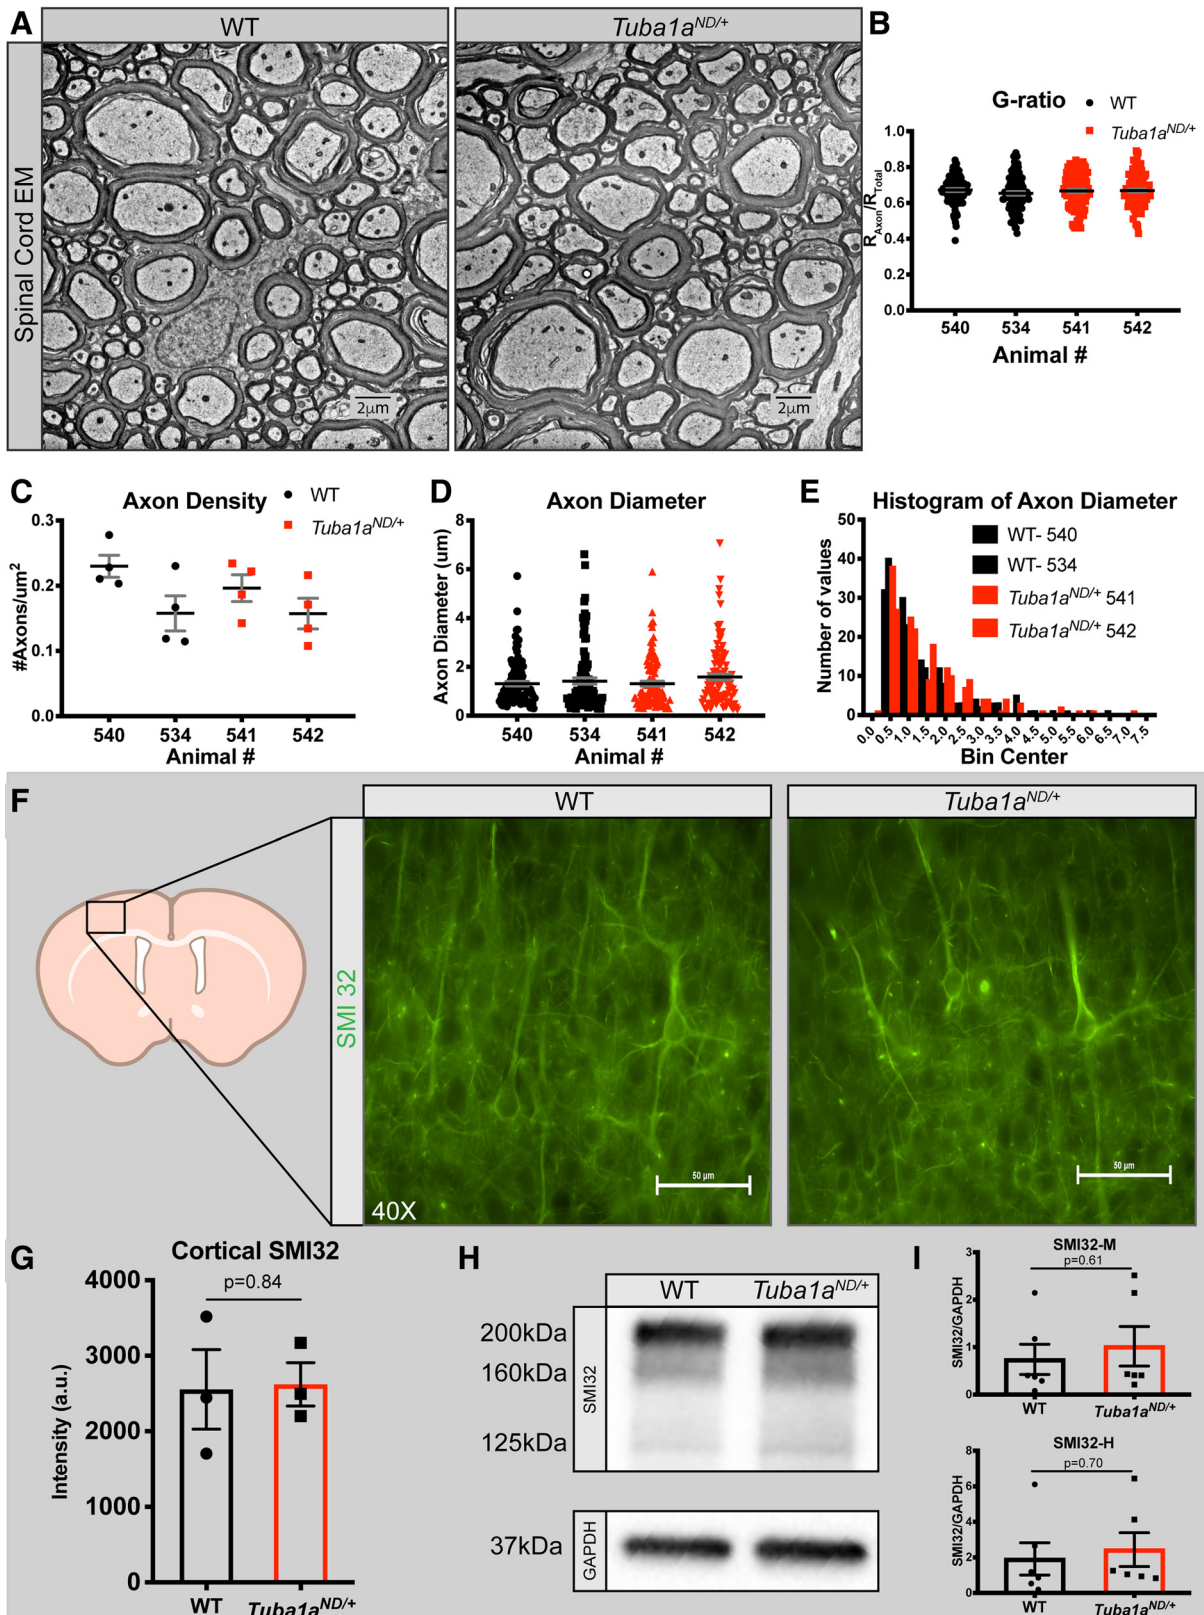 A
WT
Tuba1a^ND/+
Spinal Cord EM
2μm
2μm
B
G-ratio
WT
Tuba1a^ND/+
R_Axon/R_Total
1.0
0.8
0.6
0.4
0.2
0.0
540 534 541 542
Animal #
C
Axon Density
WT
Tuba1a^ND/+
#Axons/um²
0.3
0.2
0.1
0.0
540 534 541 542
Animal #
D
Axon Diameter
Axon Diameter (um)
8
6
4
2
0
540 534 541 542
Animal #
E
Histogram of Axon Diameter
WT- 540
WT- 534
Tuba1a^ND/+ 541
Tuba1a^ND/+ 542
Number of values
50
40
30
20
10
0
0.0 0.5 1.0 1.5 2.0 2.5 3.0 3.5 4.0 4.5 5.0 5.5 6.0 6.5 7.0 7.5
Bin Center
F
WT
Tuba1a^ND/+
SMI 32
40X
50 μm
50 μm
G
Cortical SMI32
p=0.84
Intensity (a.u.)
4000
3000
2000
1000
0
WT Tuba1a^ND/+
H
WT Tuba1a^ND/+
SMI32
200kDa
160kDa
125kDa
GAPDH
37kDa
I
SMI32-M
p=0.61
SMI32/GAPDH
3
2
1
0
WT Tuba1a^ND/+
SMI32-H
p=0.70
SMI32/GAPDH
8
6
4
2
0
WT Tuba1a^ND/+